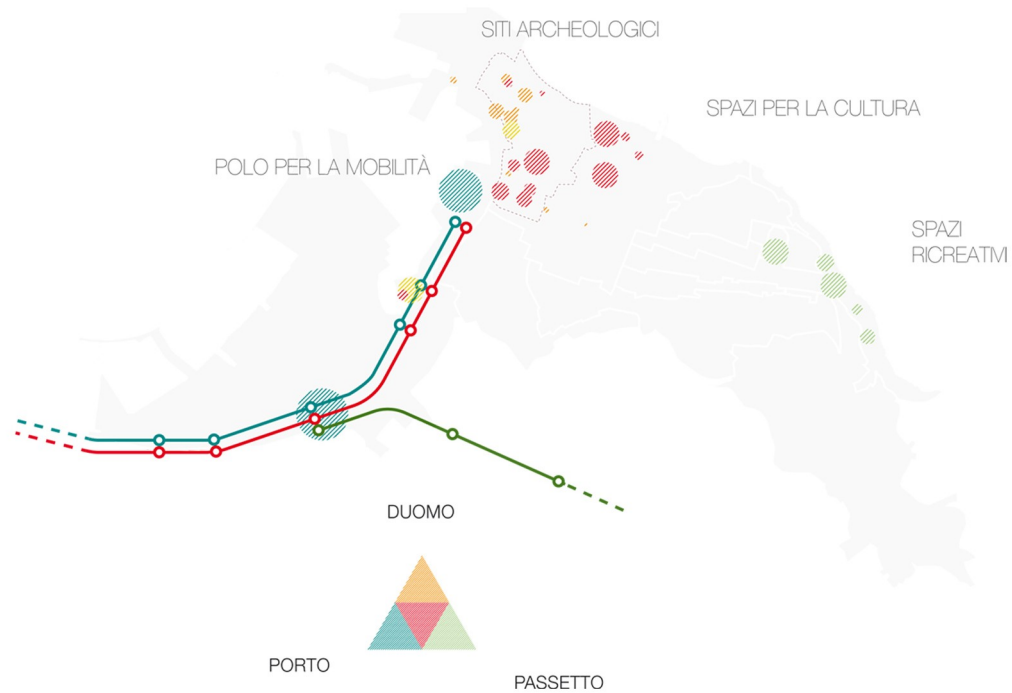 SITI ARCHEOLOGICI
SPAZI PER LA CULTURA
POLO PER LA MOBILITÀ
SPAZI
RICREATIVI
DUOMO
PORTO
PASSETTO